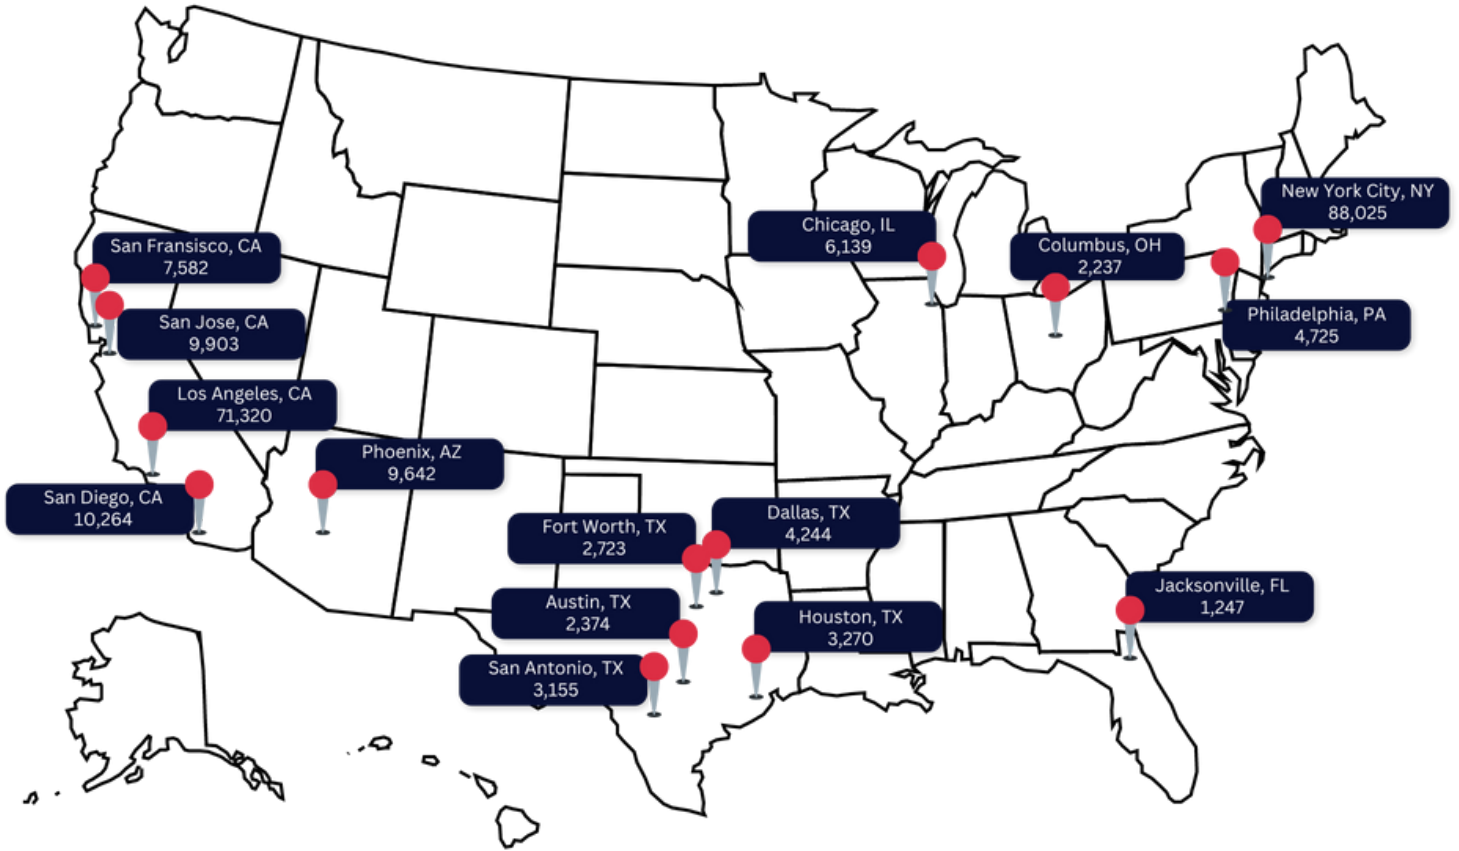 New York City, NY
88,025
Chicago, IL
6,139
Columbus, OH
2,237
San Fransisco, CA
7,582
Philadelphia, PA
4,725
San Jose, CA
9,903
Los Angeles, CA
71,320
Phoenix, AZ
9,642
San Diego, CA
10,264
Dallas, TX
4,244
Fort Worth, TX
2,723
Jacksonville, FL
1,247
Austin, TX
2,374
Houston, TX
3,270
San Antonio, TX
3,155